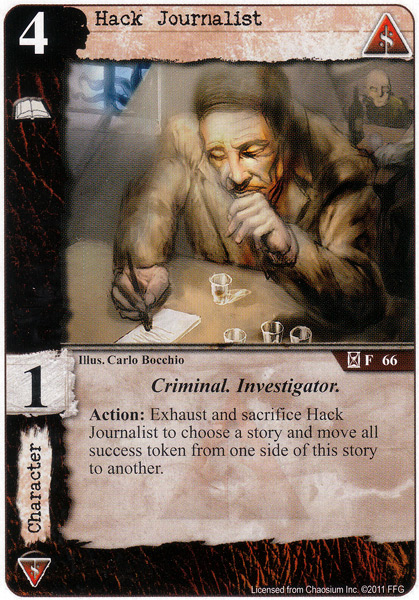 4
Hack Journalist
Illus. Carlo Bocchio
F 66
1
Criminal. Investigator.
Action: Exhaust and sacrifice Hack
Journalist to choose a story and move all
success token from one side of this story
to another.
Character
Licensed from Chaosium Inc. ©2011 FFG